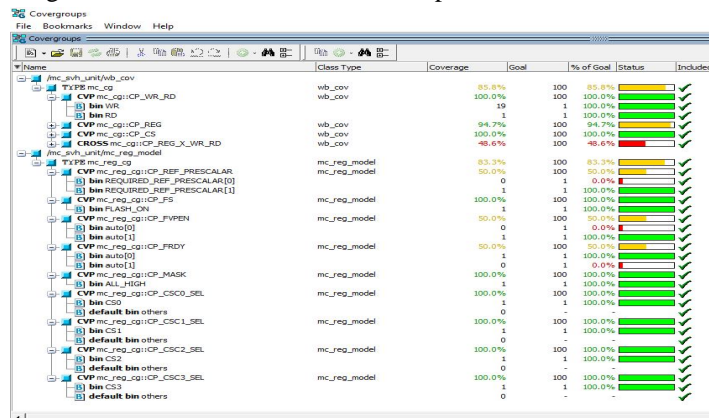 Covergroups
File Bookmarks Window Help
Covergroups
Name Class Type Coverage Goal % of Goal Status Included
/mc_svh_unit/wb_cov
TYPE mc_cg wb_cov 85.8% 100 85.8%
CVP mc_cg::CP_WR_RD wb_cov 100.0% 100 100.0%
B] bin WR 19 1 100.0%
B] bin RD 1 1 100.0%
CVP mc_cg::CP_REG wb_cov 94.7% 100 94.7%
CVP mc_cg::CP_CS wb_cov 100.0% 100 100.0%
CROSS mc_cg::CP_REG_X_WR_RD wb_cov 48.6% 100 48.6%
/mc_svh_unit/mc_reg_model
TYPE mc_reg_cg mc_reg_model 83.3% 100 83.3%
CVP mc_reg_cg::CP_REF_PRESCALAR mc_reg_model 50.0% 100 50.0%
B] bin REQUIRED_REF_PRESCALAR[0] 0 1 0.0%
B] bin REQUIRED_REF_PRESCALAR[1] 1 1 100.0%
CVP mc_reg_cg::CP_FS mc_reg_model 100.0% 100 100.0%
B] bin FLASH_ON 1 1 100.0%
CVP mc_reg_cg::CP_FVPEN mc_reg_model 50.0% 100 50.0%
B] bin auto[0] 0 1 0.0%
B] bin auto[1] 1 1 100.0%
CVP mc_reg_cg::CP_FRDY mc_reg_model 50.0% 100 50.0%
B] bin auto[0] 1 1 100.0%
B] bin auto[1] 0 1 0.0%
CVP mc_reg_cg::CP_MASK mc_reg_model 100.0% 100 100.0%
B] bin ALL_HIGH 1 1 100.0%
CVP mc_reg_cg::CP_CSC0_SEL mc_reg_model 100.0% 100 100.0%
B] bin CS0 1 1 100.0%
B] default bin others 0 - -
CVP mc_reg_cg::CP_CSC1_SEL mc_reg_model 100.0% 100 100.0%
B] bin CS1 1 1 100.0%
B] default bin others 0 - -
CVP mc_reg_cg::CP_CSC2_SEL mc_reg_model 100.0% 100 100.0%
B] bin CS2 1 1 100.0%
B] default bin others 0 - -
CVP mc_reg_cg::CP_CSC3_SEL mc_reg_model 100.0% 100 100.0%
B] bin CS3 1 1 100.0%
B] default bin others 0 - -